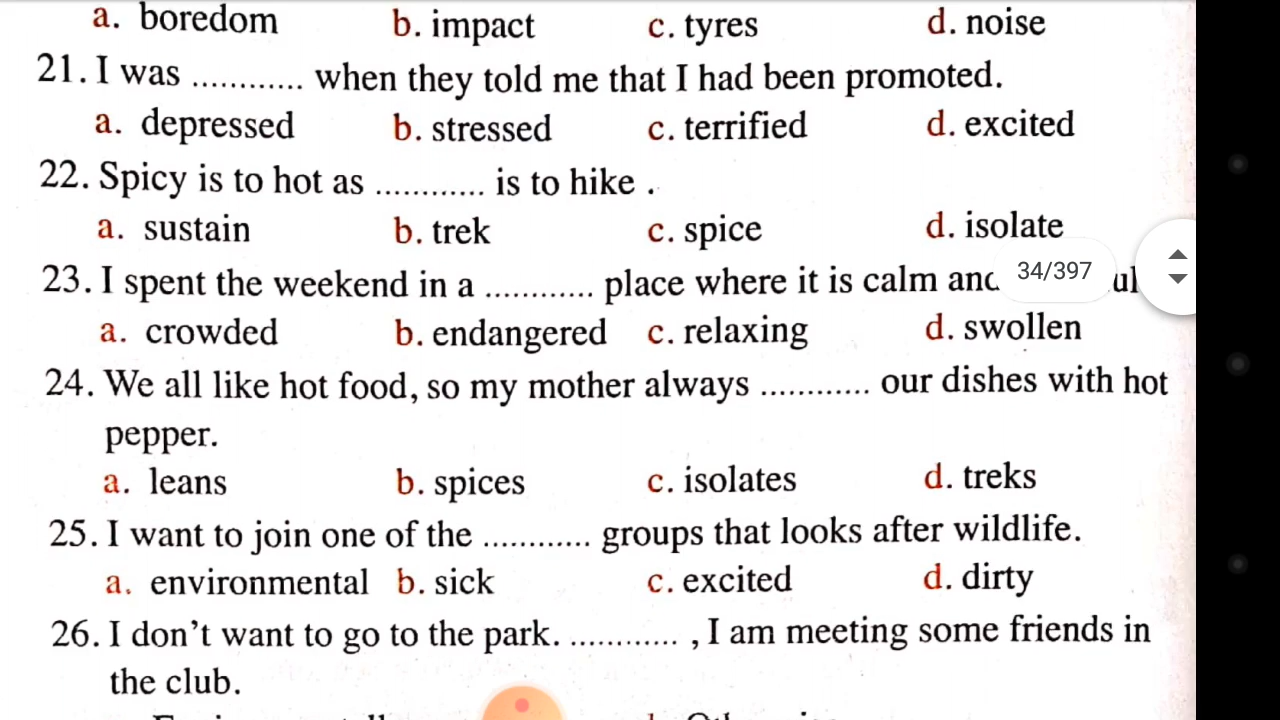 a. boredom b. impact c. tyres d. noise
21. I was ............ when they told me that I had been promoted.
a. depressed b. stressed c. terrified d. excited
22. Spicy is to hot as ............ is to hike .
a. sustain b. trek c. spice d. isolate
34/397
23. I spent the weekend in a ............ place where it is calm and
a. crowded b. endangered c. relaxing d. swollen
24. We all like hot food, so my mother always ............ our dishes with hot
pepper.
a. leans b. spices c. isolates d. treks
25. I want to join one of the ............ groups that looks after wildlife.
a. environmental b. sick c. excited d. dirty
26. I don't want to go to the park. ............ , I am meeting some friends in
the club.